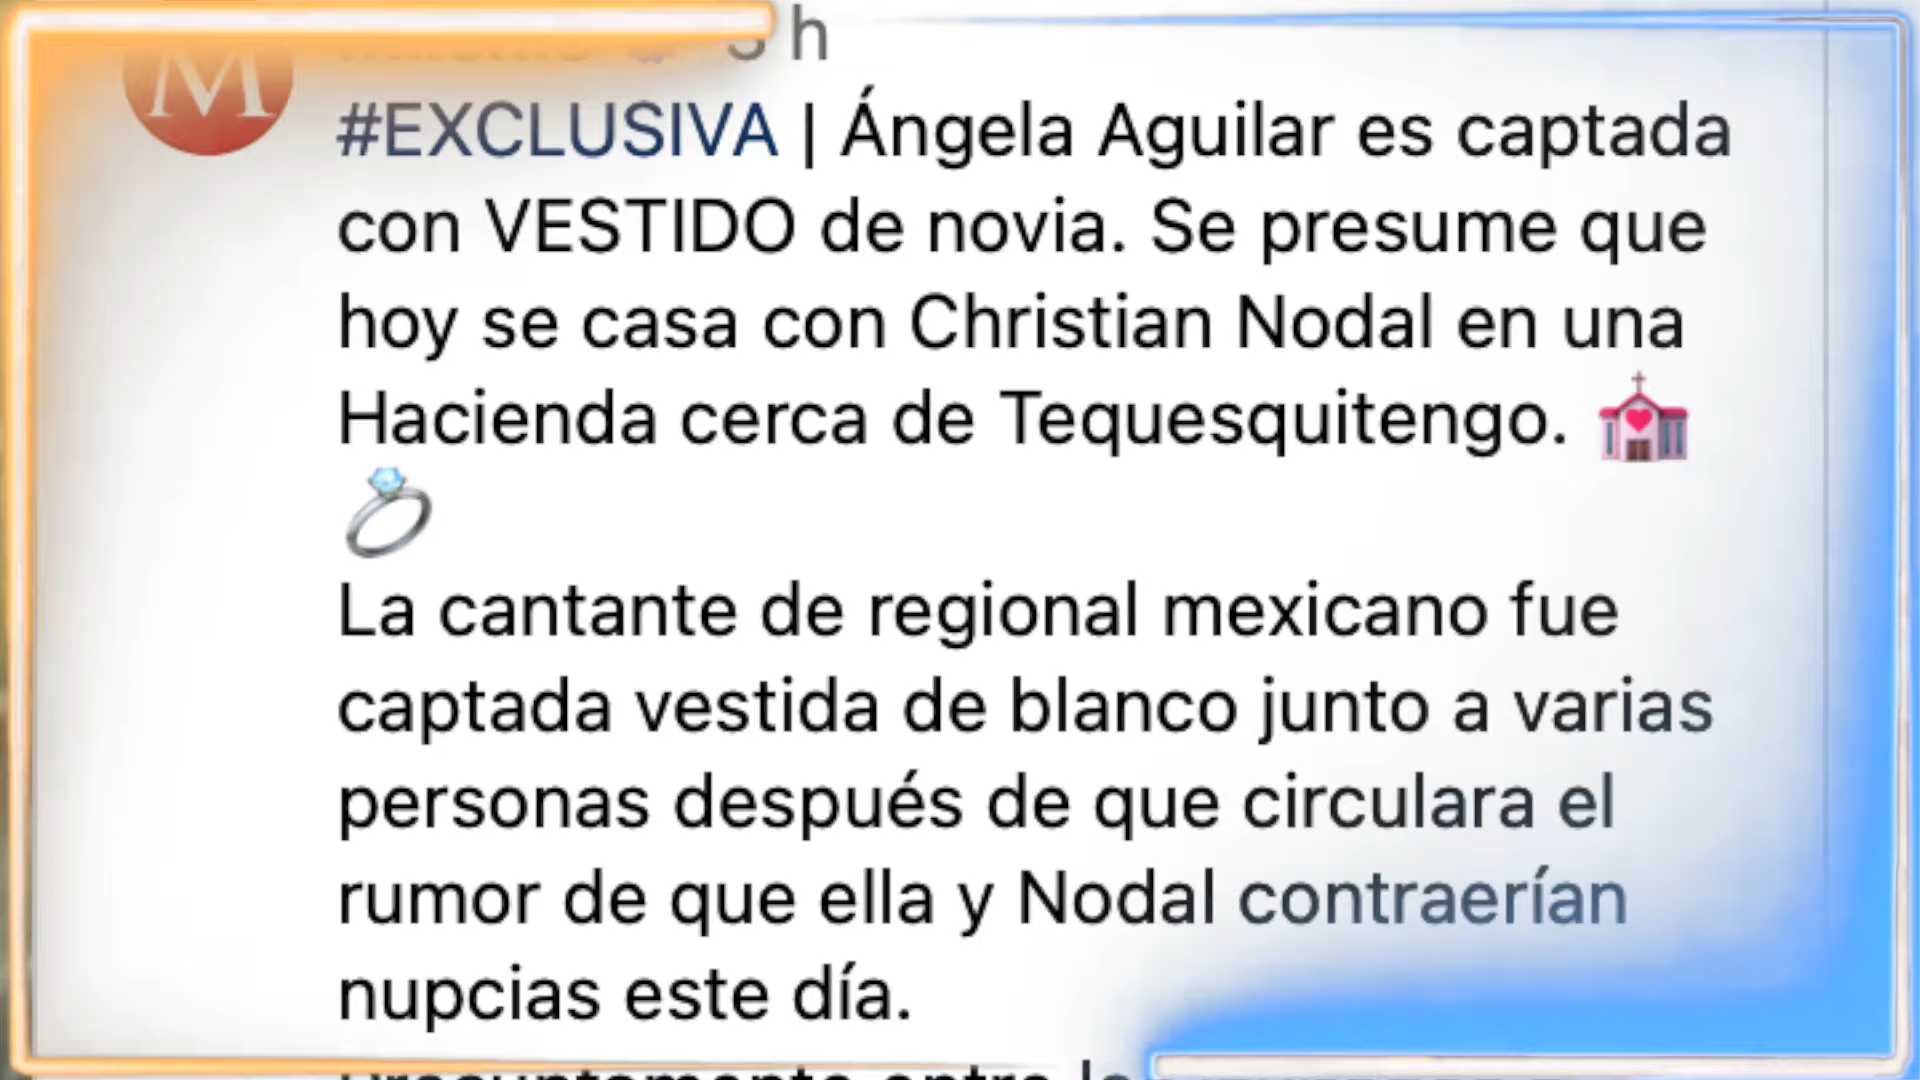 M
h
#EXCLUSIVA | Ángela Aguilar es captada
con VESTIDO de novia. Se presume que
hoy se casa con Christian Nodal en una
Hacienda cerca de Tequesquitengo. 💒
💍
La cantante de regional mexicano fue
captada vestida de blanco junto a varias
personas después de que circulara el
rumor de que ella y Nodal contraerían
nupcias este día.
Presuntamente entre